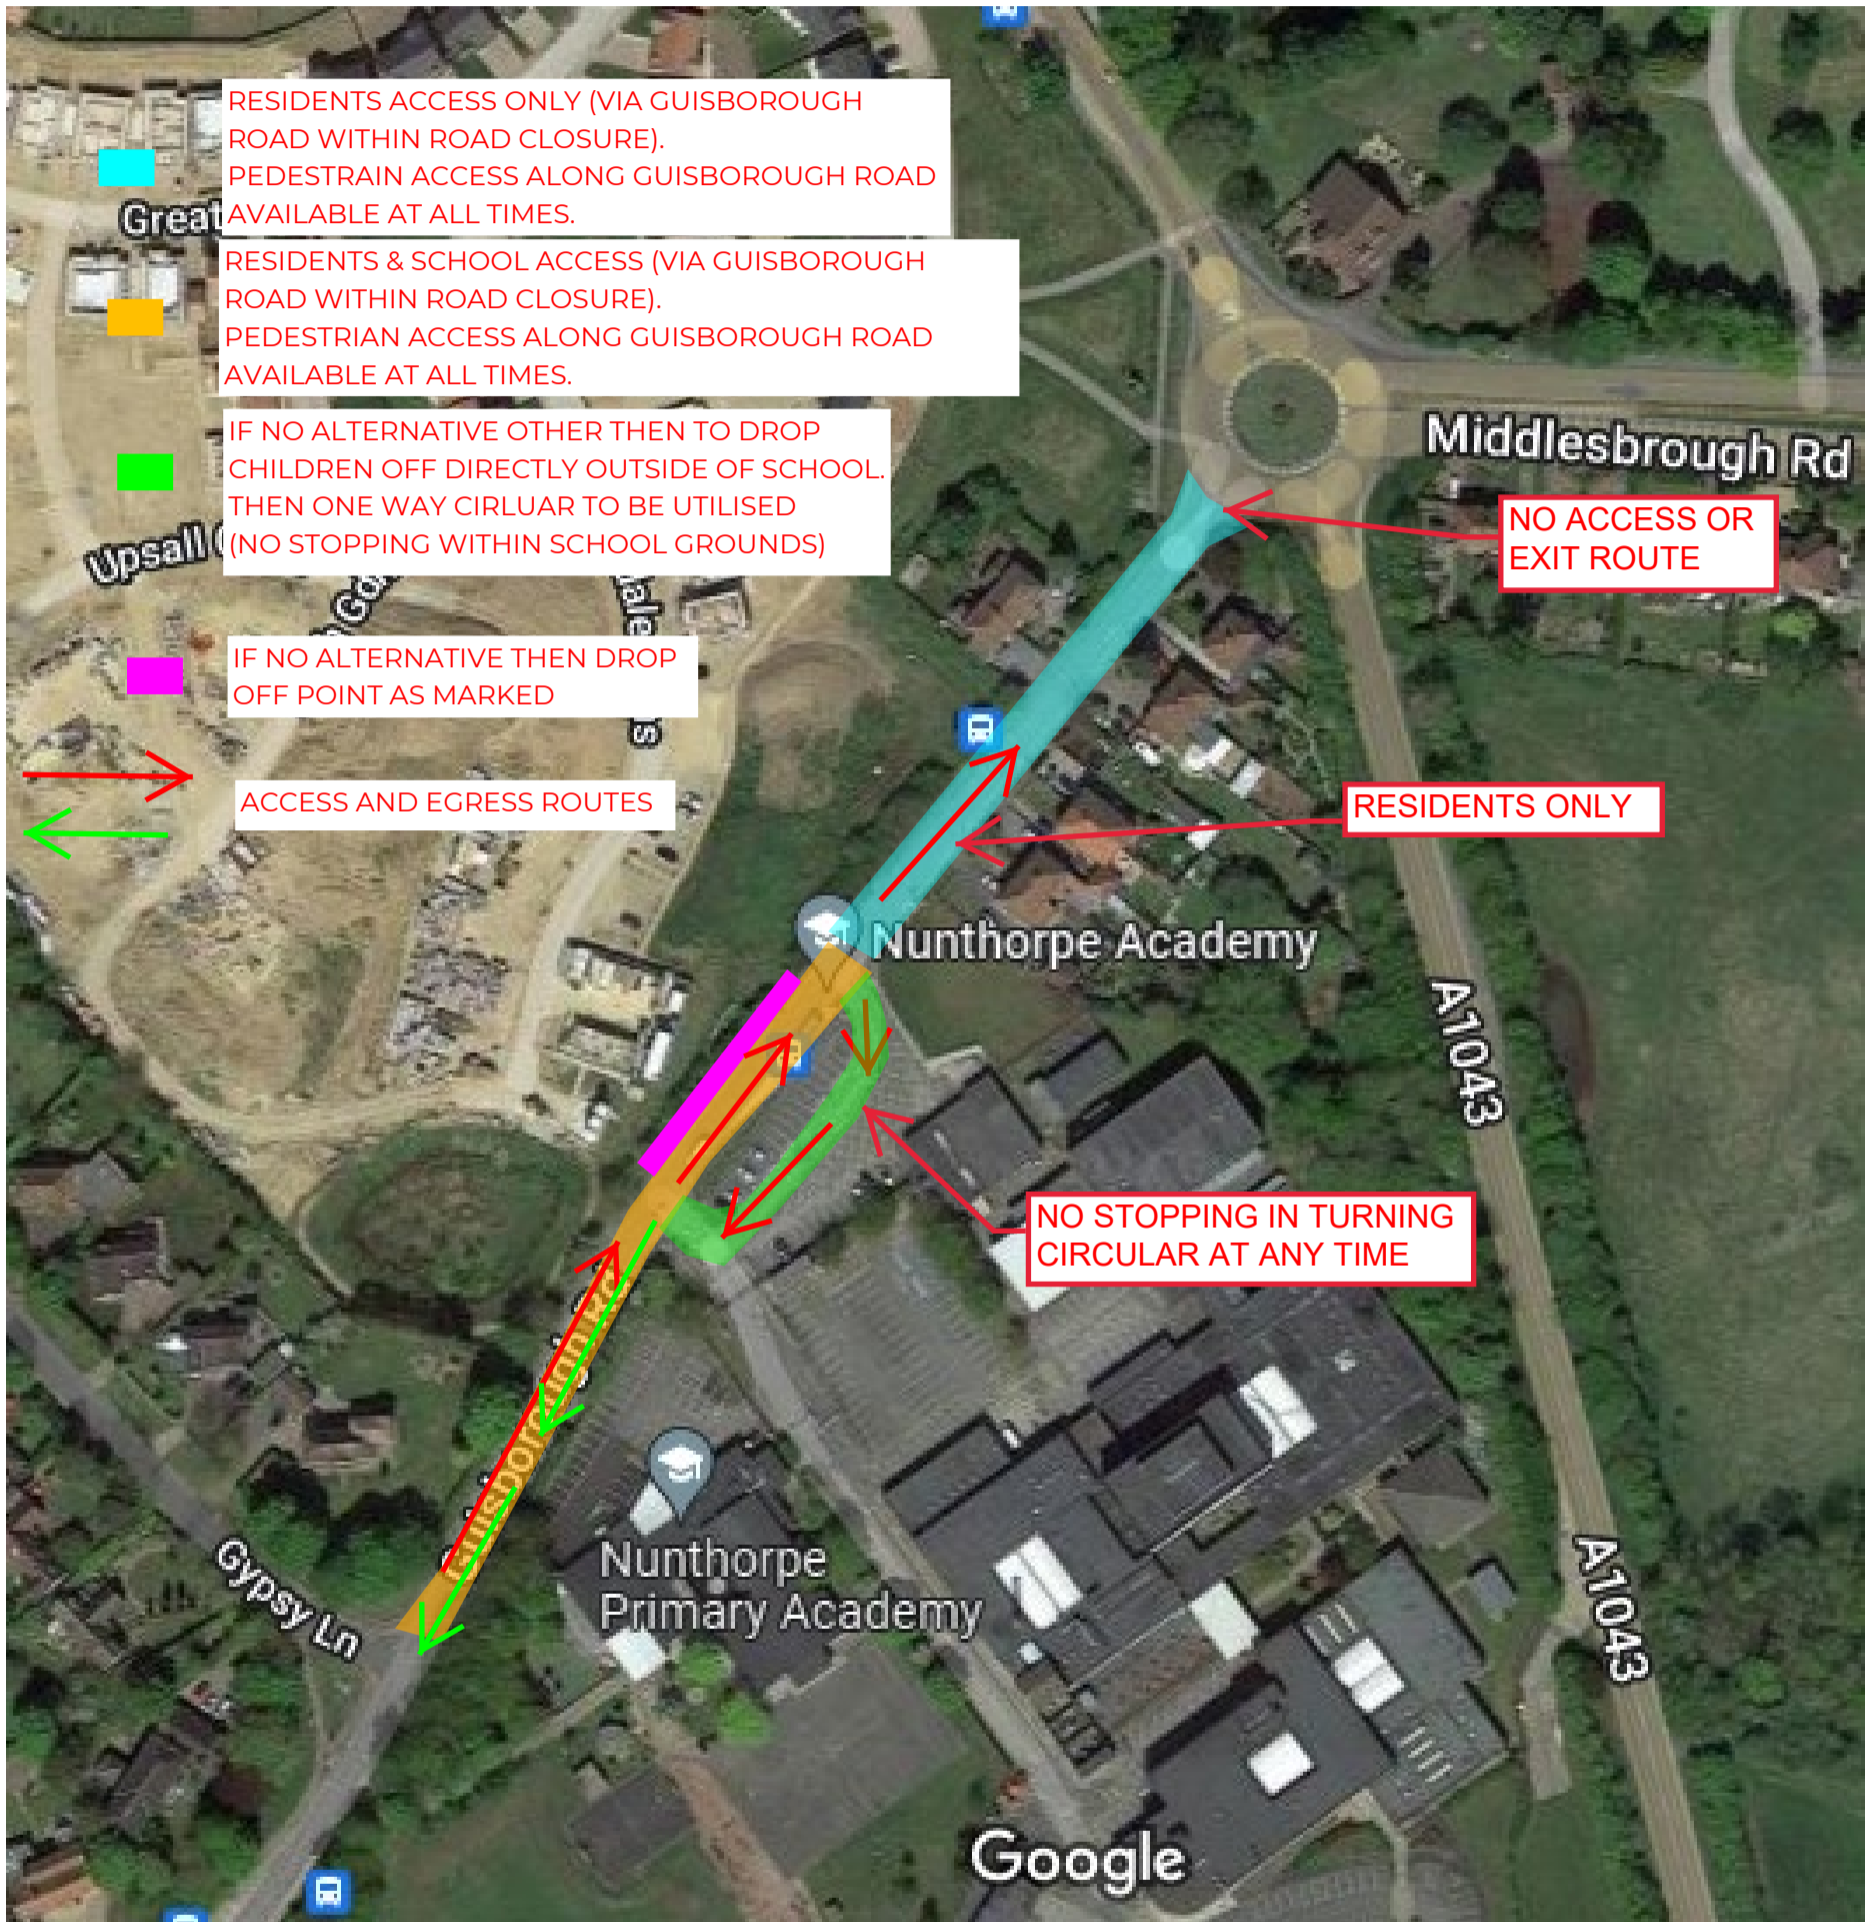 RESIDENTS ACCESS ONLY (VIA GUISBOROUGH
ROAD WITHIN ROAD CLOSURE).
PEDESTRAIN ACCESS ALONG GUISBOROUGH ROAD
AVAILABLE AT ALL TIMES.
Great
RESIDENTS & SCHOOL ACCESS (VIA GUISBOROUGH
ROAD WITHIN ROAD CLOSURE).
PEDESTRIAN ACCESS ALONG GUISBOROUGH ROAD
AVAILABLE AT ALL TIMES.
IF NO ALTERNATIVE OTHER THEN TO DROP
CHILDREN OFF DIRECTLY OUTSIDE OF SCHOOL.
THEN ONE WAY CIRLUAR TO BE UTILISED
(NO STOPPING WITHIN SCHOOL GROUNDS)
Middlesbrough Rd
NO ACCESS OR
EXIT ROUTE
Upsall
IF NO ALTERNATIVE THEN DROP
OFF POINT AS MARKED
ACCESS AND EGRESS ROUTES
RESIDENTS ONLY
Nunthorpe Academy
A1043
NO STOPPING IN TURNING
CIRCULAR AT ANY TIME
Nunthorpe
Primary Academy
Gypsy Ln
A1043
Google